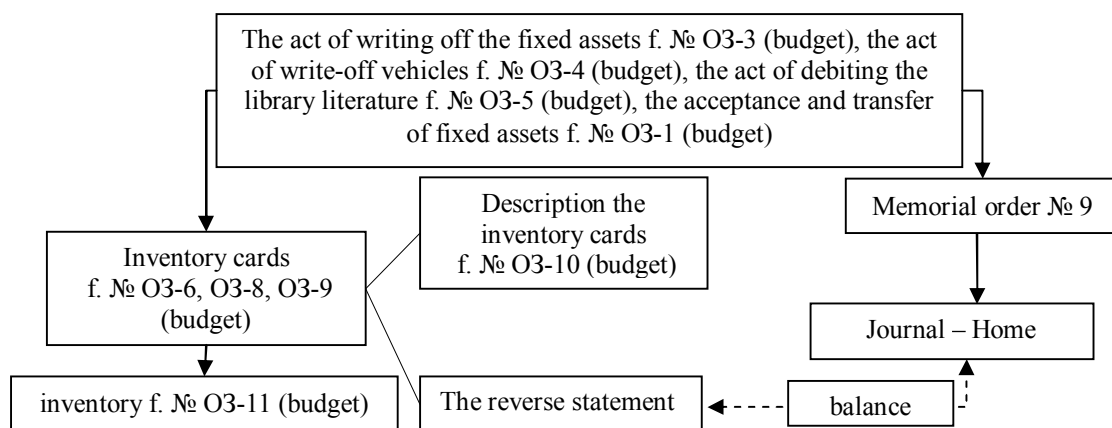 The act of writing off the fixed assets f. № ОЗ-3 (budget), the act
of write-off vehicles f. № ОЗ-4 (budget), the act of debiting the
library literature f. № ОЗ-5 (budget), the acceptance and transfer
of fixed assets f. № ОЗ-1 (budget)
Description the
inventory cards
f. № ОЗ-10 (budget)
Memorial order № 9
Inventory cards
f. № ОЗ-6, ОЗ-8, ОЗ-9
(budget)
Journal – Home
inventory f. № ОЗ-11 (budget)
The reverse statement
balance